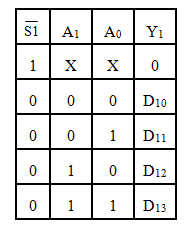 S1̅ A1 A0 Y1
1 X X 0
0 0 0 D10
0 0 1 D11
0 1 0 D12
0 1 1 D13